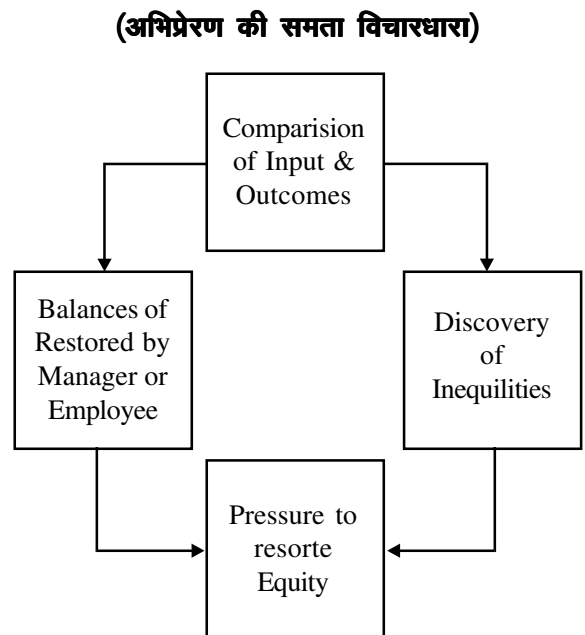 (अभिप्रेरण की समता विचारधारा)
Comparision
of Input &
Outcomes
Balances of
Restored by
Manager or
Employee
Discovery
of
Inequilities
Pressure to
resorte
Equity